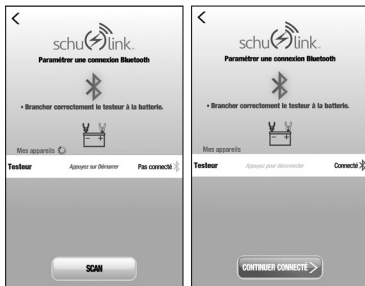 schu link
Paramétrer une connexion Bluetooth
• Brancher correctement le testeur à la batterie.
Mes appareils
Testeur Appuyez sur Démarrer Pas connecté
SCAN
schu link
Paramétrer une connexion Bluetooth
• Brancher correctement le testeur à la batterie.
Mes appareils
Testeur Appuyez pour déconnecter Connecté
CONTINUER CONNECTÉ